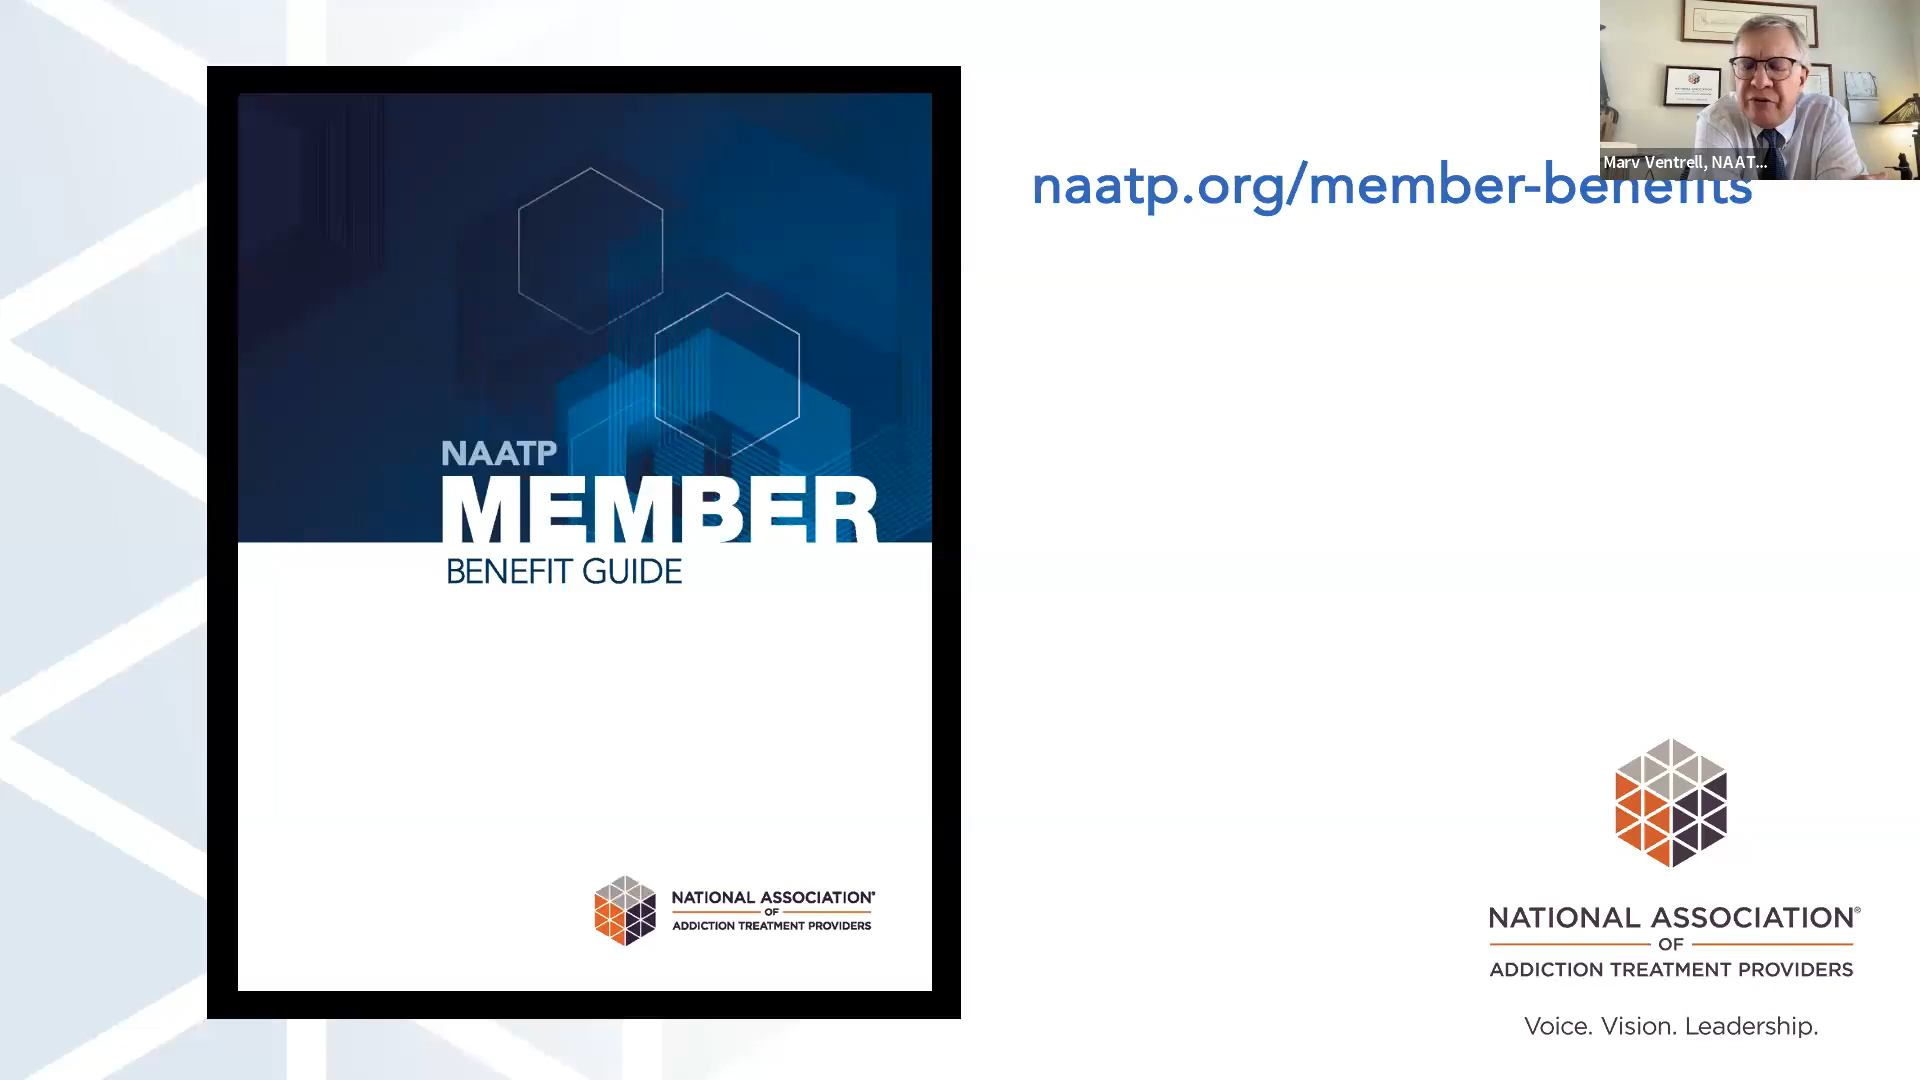 NAATP
MEMBER
BENEFIT GUIDE
NATIONAL ASSOCIATION®
OF
ADDICTION TREATMENT PROVIDERS
naatp.org/member-benefits
Marv Ventrell, NAAT...
NATIONAL ASSOCIATION®
OF
ADDICTION TREATMENT PROVIDERS
Voice. Vision. Leadership.